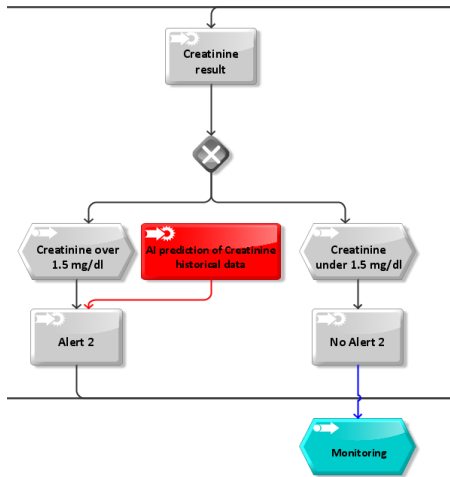 Creatinine
result
Creatinine over
1.5 mg/dl
AI prediction of Creatinine
historical data
Creatinine
under 1.5 mg/dl
Alert 2
No Alert 2
Monitoring